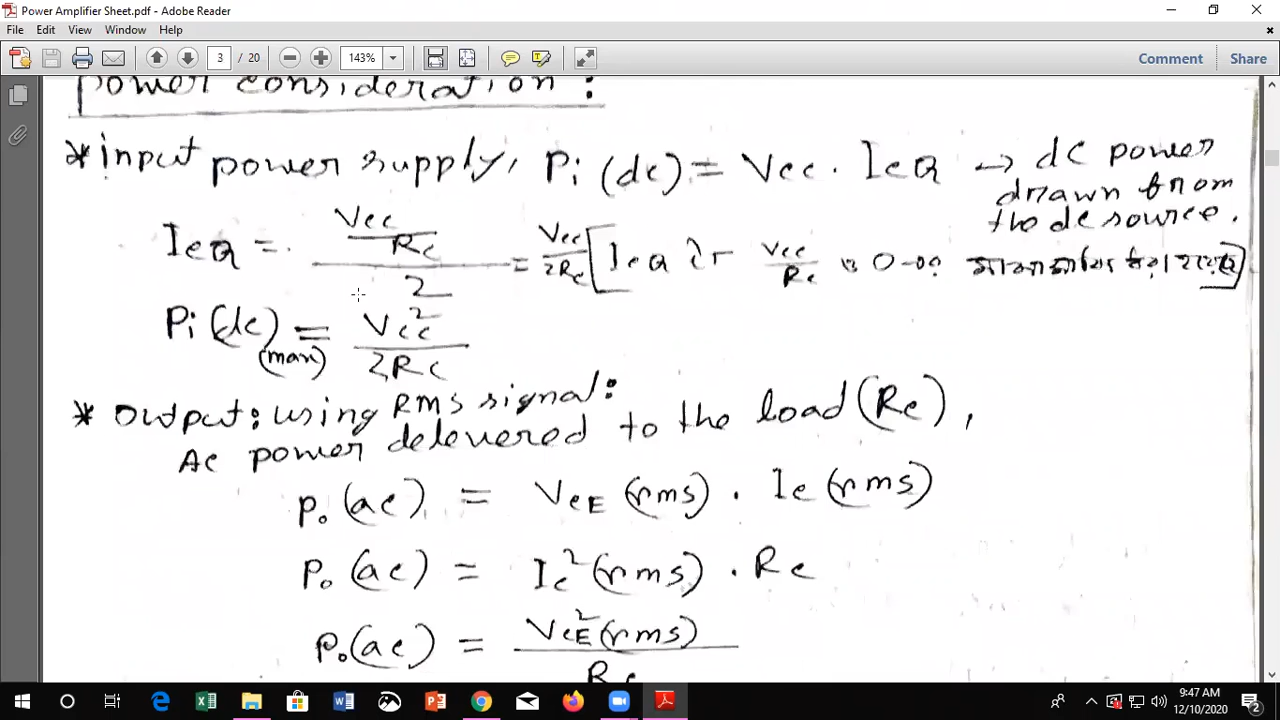 Power Amplifier Sheet.pdf - Adobe Reader
File Edit View Window Help
3 / 20 143% Comment Share
power consideration :
* input power supply, Pi (dc) = Vcc . IcQ → dc power
drawn from
the dc source.
IcQ = Vcc/Rc / 2 = Vcc/2Rc [ IcQ Vcc/Rc ]
Pi (dc) (max) = Vcc² / 2Rc
* output: using RMS signal:
Ac power delevered to the load (Rc),
Po (ac) = VCE (rms) . Ic (rms)
Po (ac) = Ic² (rms) . Rc
Po (ac) = VCE² (rms) / Rc
9:47 AM
12/10/2020